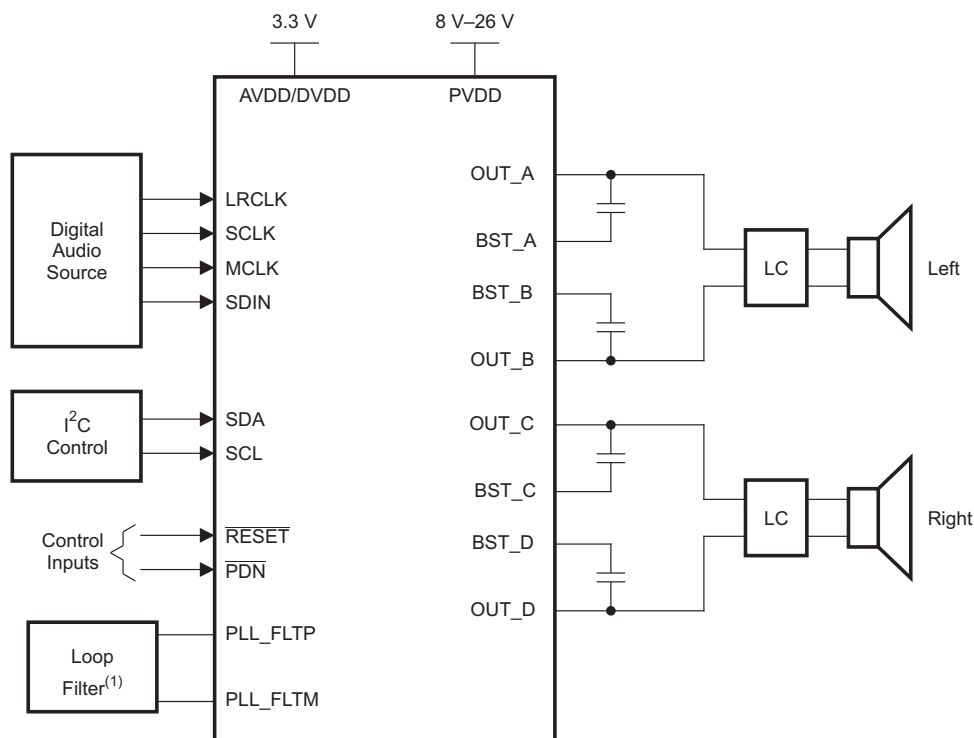 3.3 V
8 V–26 V
AVDD/DVDD
PVDD
Digital
Audio
Source
LRCLK
SCLK
MCLK
SDIN
I²C
Control
SDA
SCL
Control
Inputs
RESET
PDN
Loop
Filter(1)
PLL_FLTP
PLL_FLTM
OUT_A
BST_A
BST_B
OUT_B
LC
Left
OUT_C
BST_C
BST_D
OUT_D
LC
Right